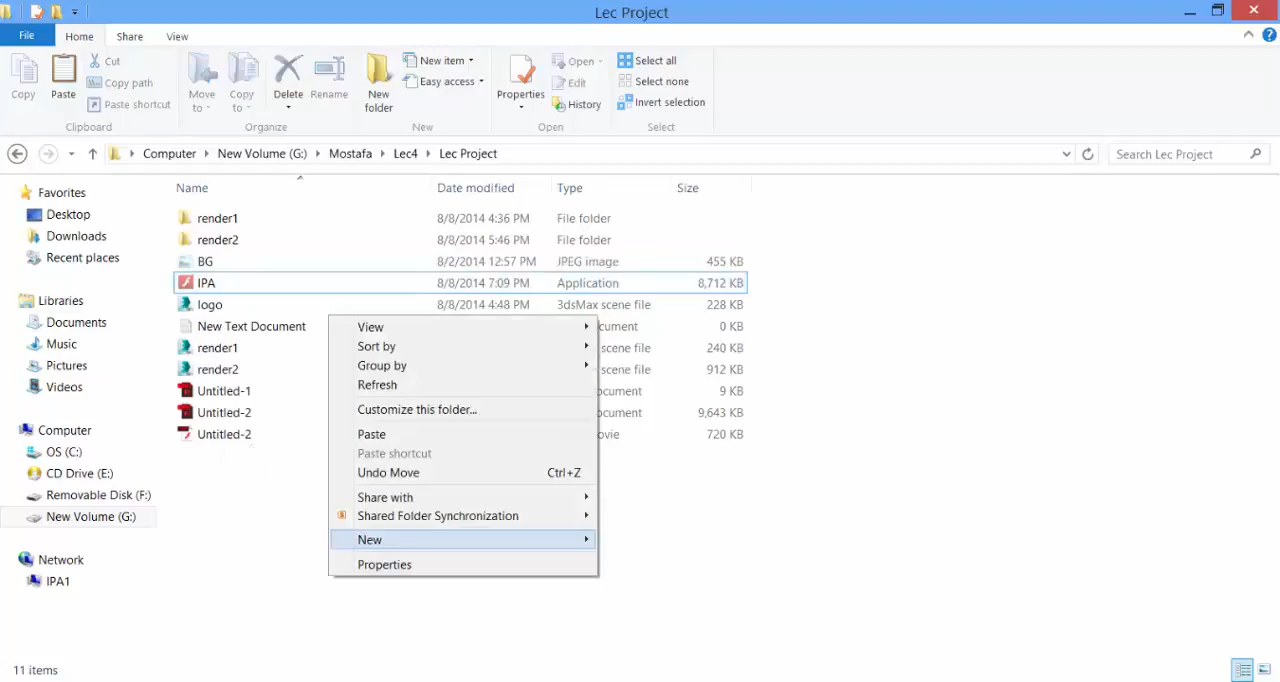 Lec Project
File Home Share View
Copy
Paste
Cut
Copy path
Paste shortcut
Clipboard
Move to
Copy to
Delete
Rename
Organize
New folder
New item
Easy access
New
Properties
Open
Edit
History
Open
Select all
Select none
Invert selection
Select
Computer New Volume (G:) Mostafa Lec4 Lec Project
Search Lec Project
Favorites
Desktop
Downloads
Recent places
Libraries
Documents
Music
Pictures
Videos
Computer
OS (C:)
CD Drive (E:)
Removable Disk (F:)
New Volume (G:)
Network
IPA1
Name Date modified Type Size
render1 8/8/2014 4:36 PM File folder
render2 8/8/2014 5:46 PM File folder
BG 8/2/2014 12:57 PM JPEG image 455 KB
IPA 8/8/2014 7:09 PM Application 8,712 KB
logo 8/8/2014 4:48 PM 3dsMax scene file 228 KB
New Text Document cument 0 KB
render1 scene file 240 KB
render2 scene file 912 KB
Untitled-1 ocument 9 KB
Untitled-2 ocument 9,643 KB
Untitled-2 ovie 720 KB
View
Sort by
Group by
Refresh
Customize this folder...
Paste
Paste shortcut
Undo Move Ctrl+Z
Share with
Shared Folder Synchronization
New
Properties
11 items